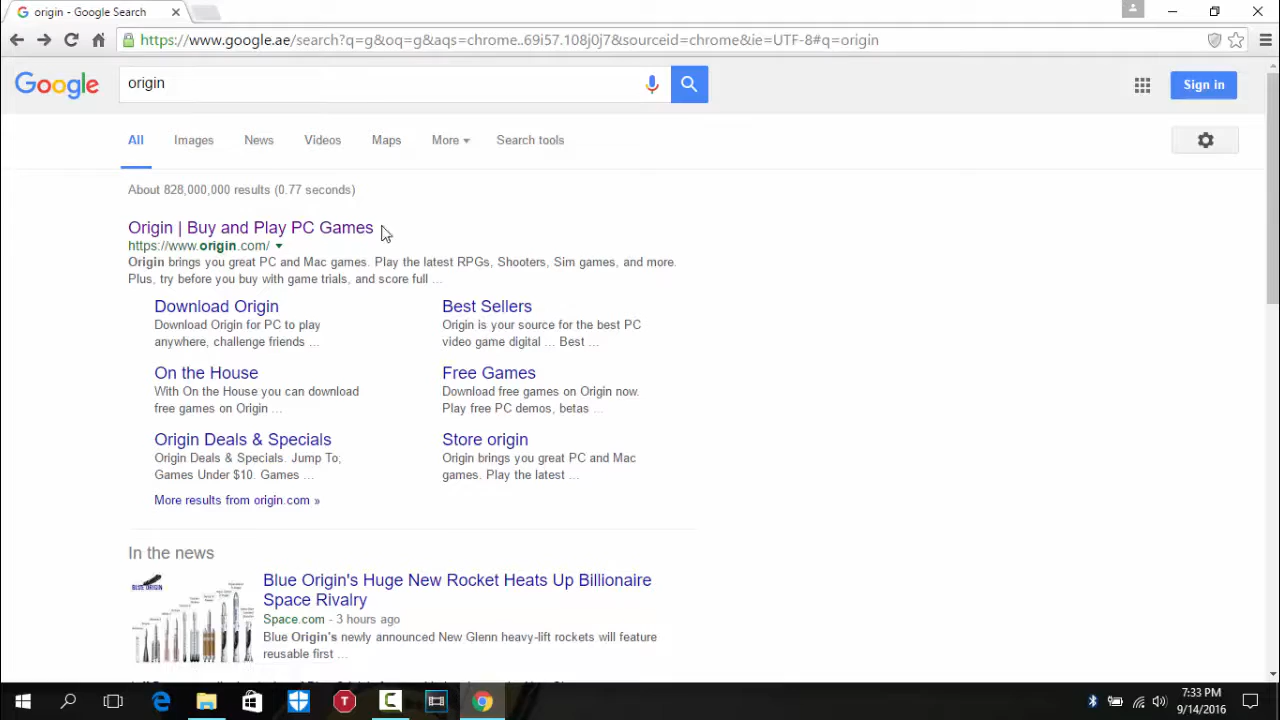 origin - Google Search
https://www.google.ae/search?q=g&oq=g&aqs=chrome..69i57.108j0j7&sourceid=chrome&ie=UTF-8#q=origin
Google
origin
Sign in
All Images News Videos Maps More Search tools
About 828,000,000 results (0.77 seconds)
Origin | Buy and Play PC Games
https://www.origin.com/
Origin brings you great PC and Mac games. Play the latest RPGs, Shooters, Sim games, and more.
Plus, try before you buy with game trials, and score full ...
Download Origin
Download Origin for PC to play
anywhere, challenge friends ...
Best Sellers
Origin is your source for the best PC
video game digital ... Best ...
On the House
With On the House you can download
free games on Origin ...
Free Games
Download free games on Origin now.
Play free PC demos, betas ...
Origin Deals & Specials
Origin Deals & Specials. Jump To,
Games Under $10. Games ...
Store origin
Origin brings you great PC and Mac
games. Play the latest ...
More results from origin.com »
In the news
BLUE ORIGIN
Blue Origin's Huge New Rocket Heats Up Billionaire
Space Rivalry
Space.com - 3 hours ago
Blue Origin's newly announced New Glenn heavy-lift rockets will feature
reusable first ...
7:33 PM
9/14/2016